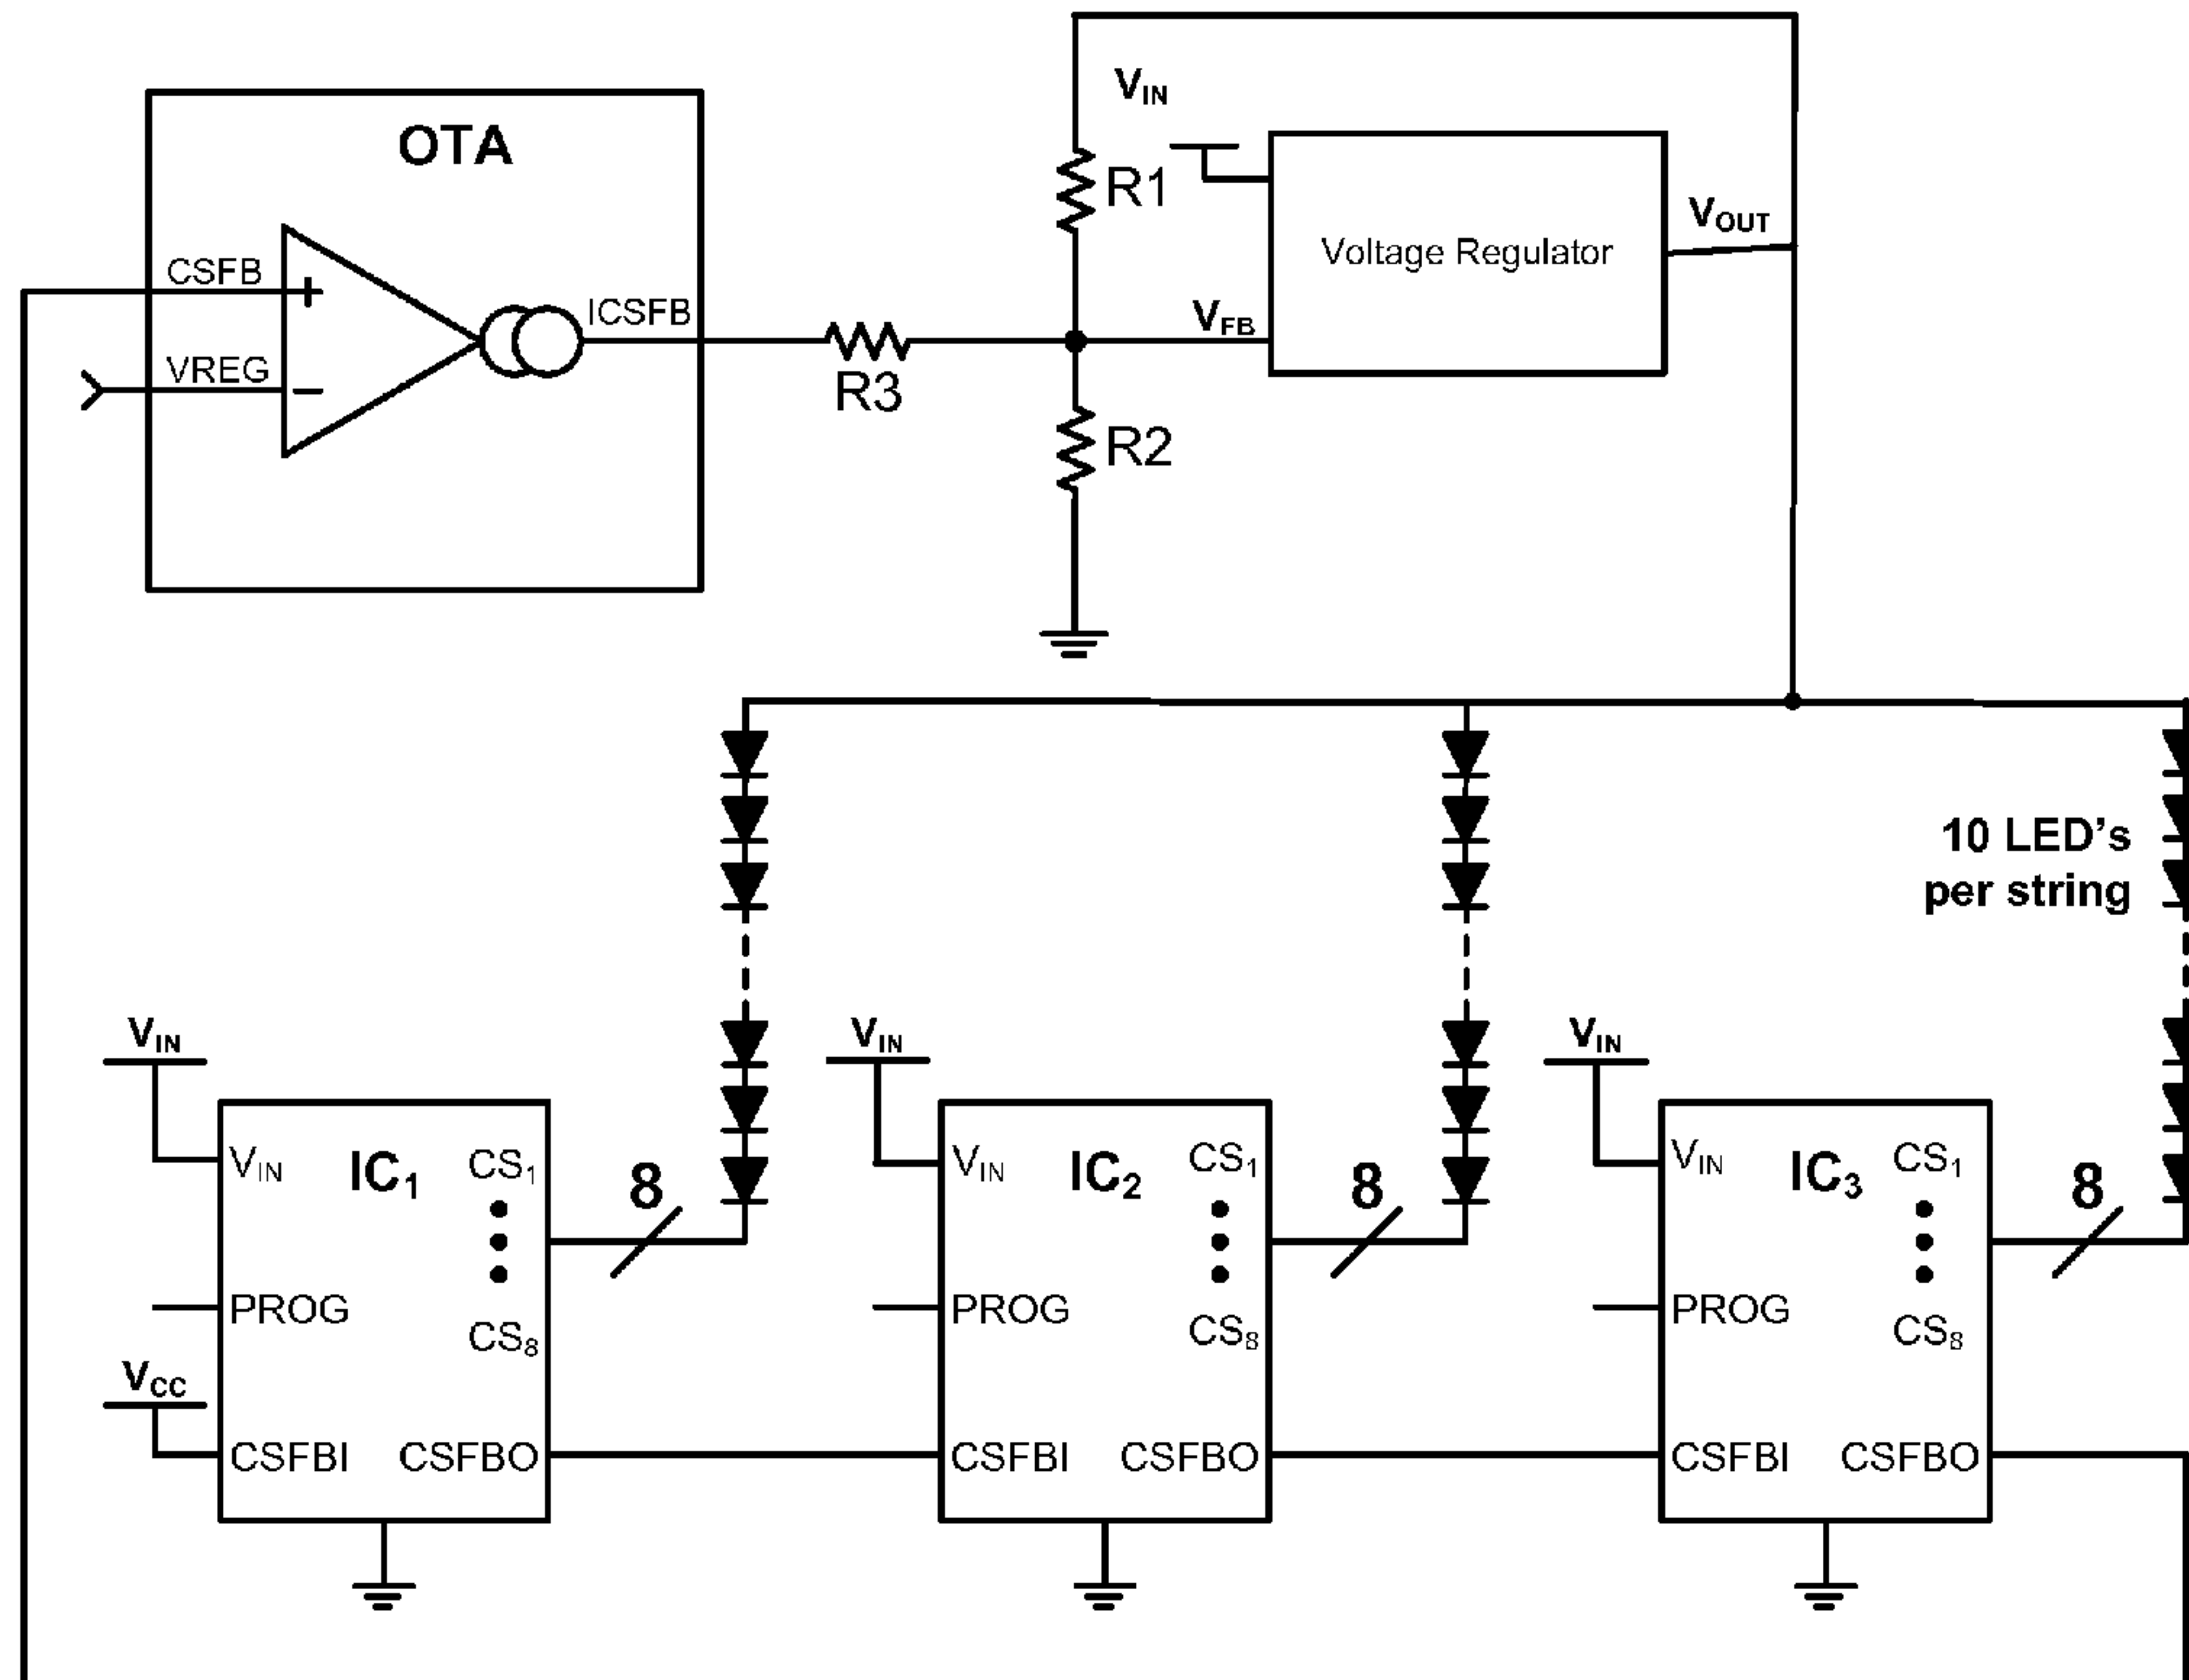 OTA
CSFB
+
VREG
−
ICSFB
R3
R1
R2
VIN
Voltage Regulator
VFB
VOUT
10 LED's
per string
VIN
VIN
IC1
CS1
8
PROG
CS8
VCC
CSFBI
CSFBO
VIN
VIN
IC2
CS1
8
PROG
CS8
CSFBI
CSFBO
VIN
VIN
IC3
CS1
8
PROG
CS8
CSFBI
CSFBO